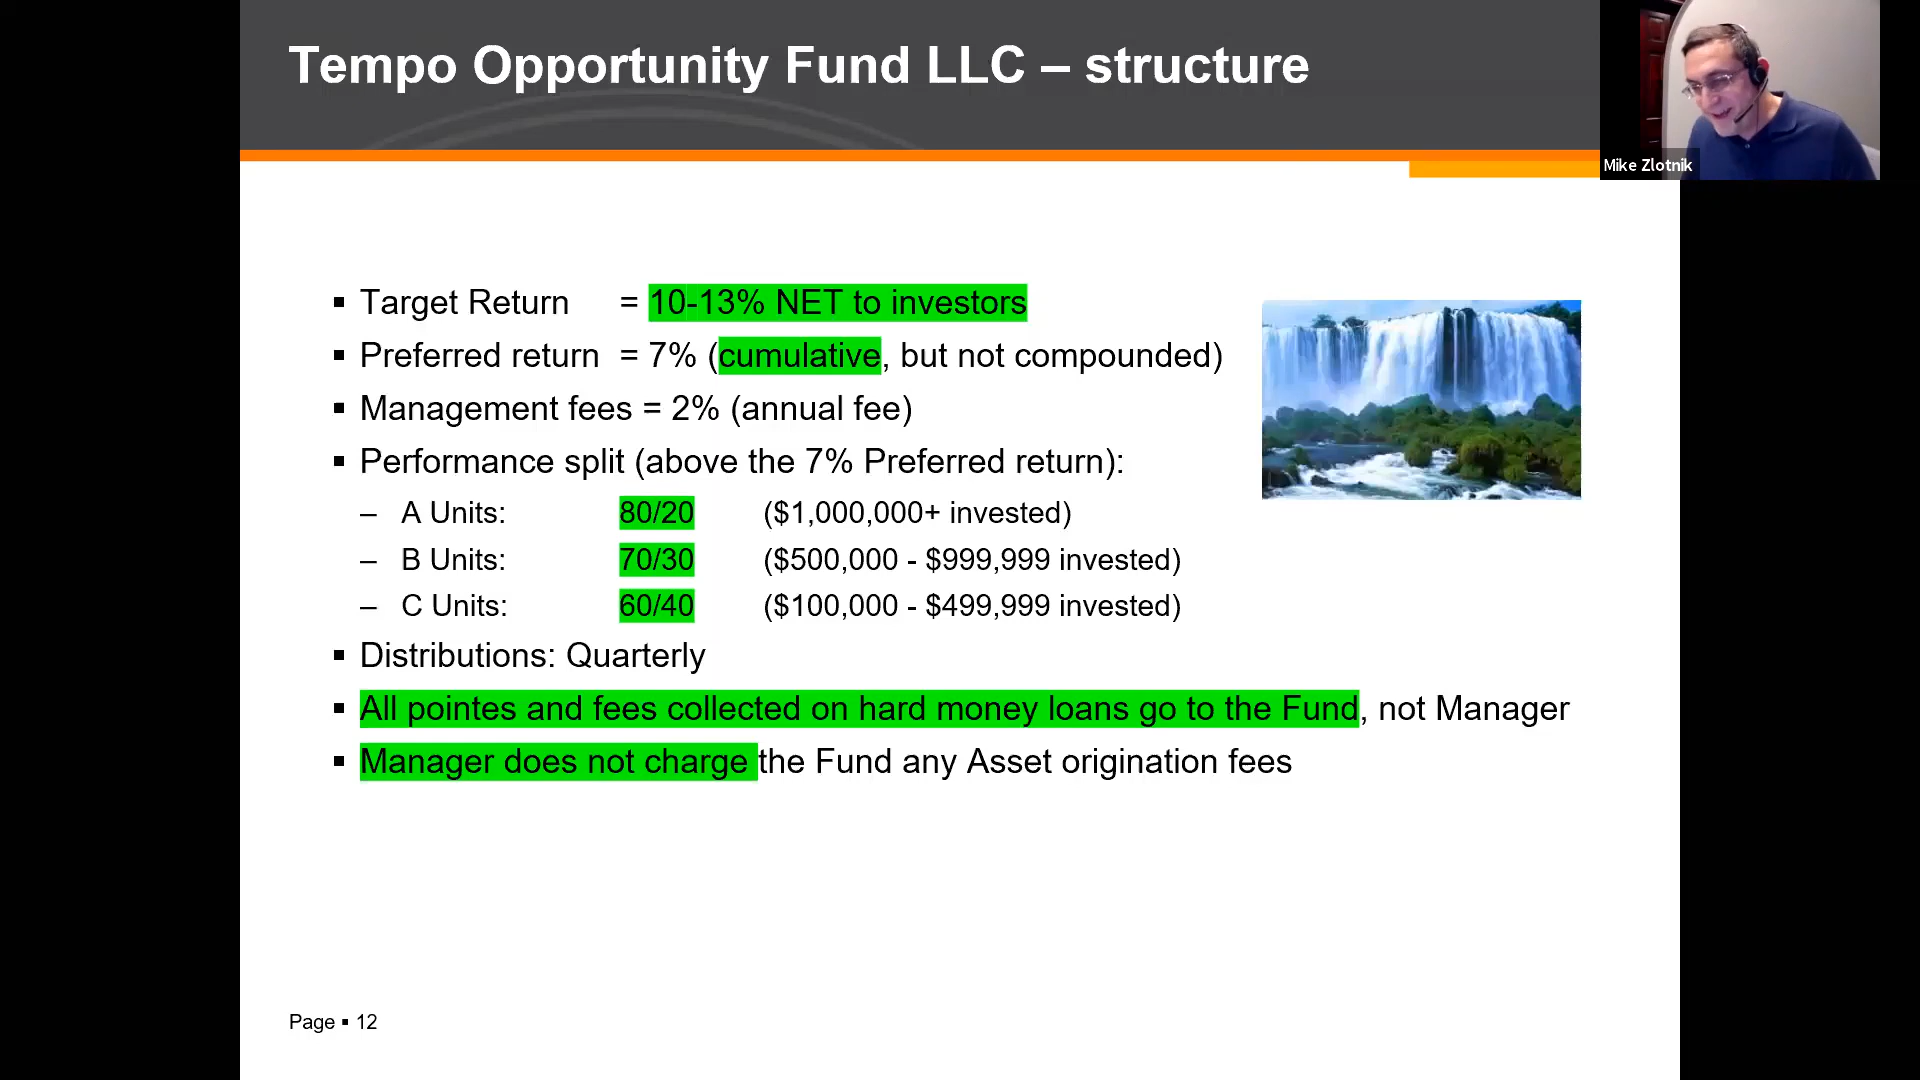 Tempo Opportunity Fund LLC – structure
Mike Zlotnik
▪ Target Return = 10-13% NET to investors
▪ Preferred return = 7% (cumulative, but not compounded)
▪ Management fees = 2% (annual fee)
▪ Performance split (above the 7% Preferred return):
– A Units: 80/20 ($1,000,000+ invested)
– B Units: 70/30 ($500,000 - $999,999 invested)
– C Units: 60/40 ($100,000 - $499,999 invested)
▪ Distributions: Quarterly
▪ All pointes and fees collected on hard money loans go to the Fund, not Manager
▪ Manager does not charge the Fund any Asset origination fees
Page ▪ 12